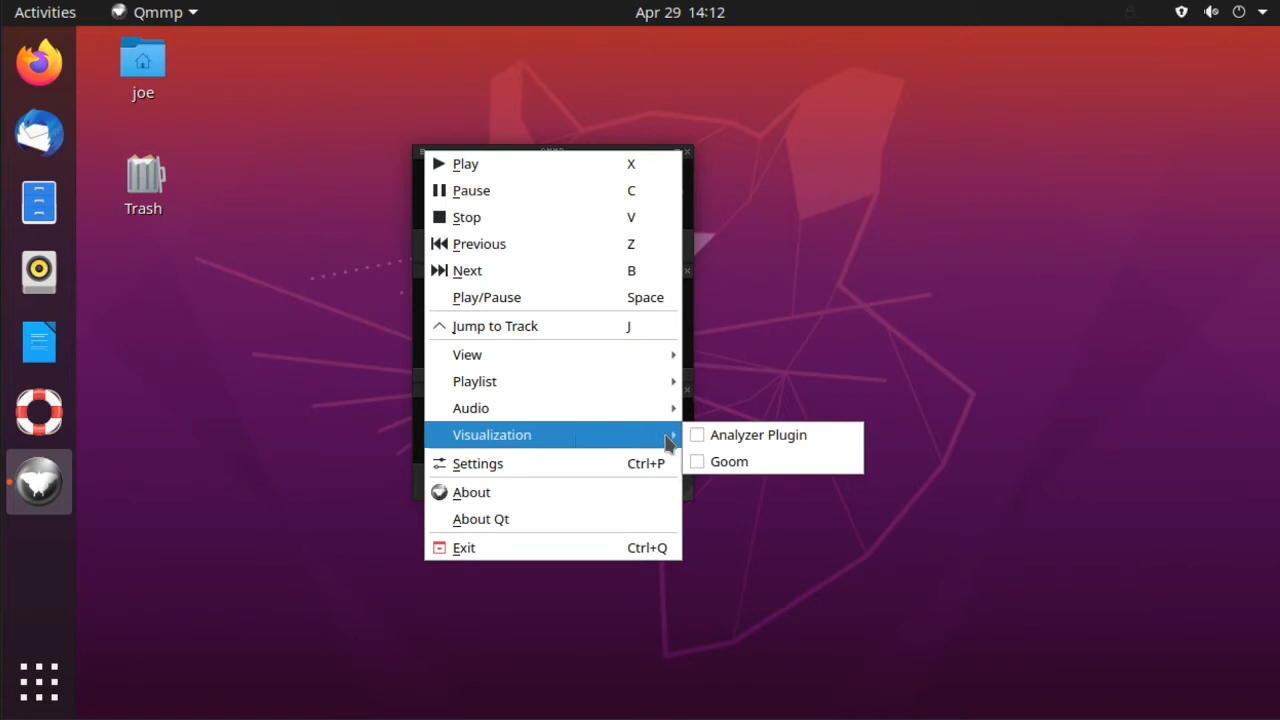 Activities Qmmp Apr 29 14:12
joe
Trash
Play X
Pause C
Stop V
Previous Z
Next B
Play/Pause Space
Jump to Track J
View
Playlist
Audio
Visualization
Analyzer Plugin
Goom
Settings Ctrl+P
About
About Qt
Exit Ctrl+Q